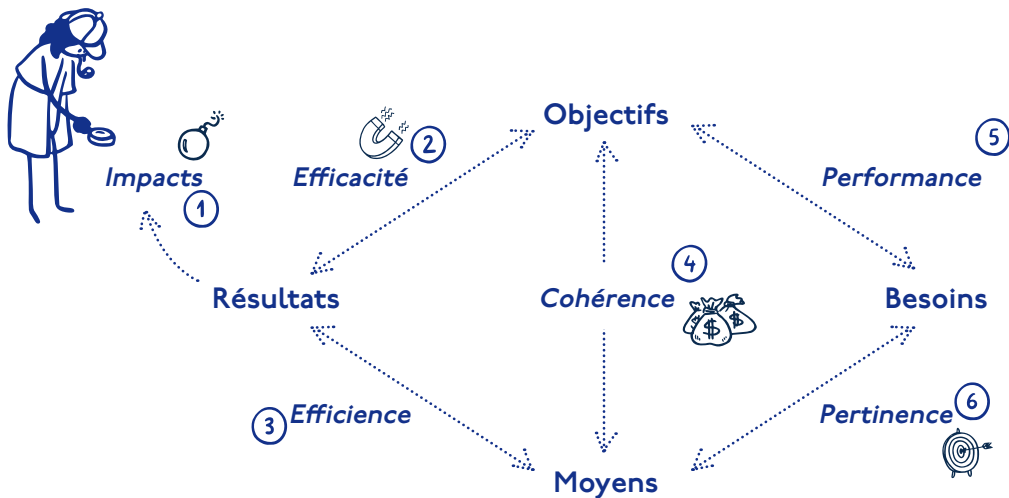 Objectifs
Impacts
1
Efficacité
2
Performance
5
Résultats
Cohérence
4
$
$
Besoins
3
Efficience
Pertinence
6
Moyens